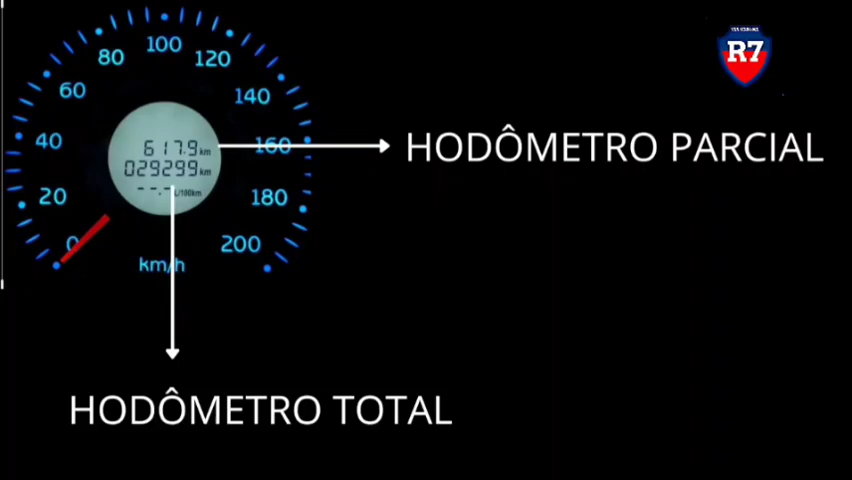 R7
100
80
120
60
140
617.9 km
40
160
HODÔMETRO PARCIAL
029299 km
--.- L/100km
20
180
0
200
km/h
HODÔMETRO TOTAL